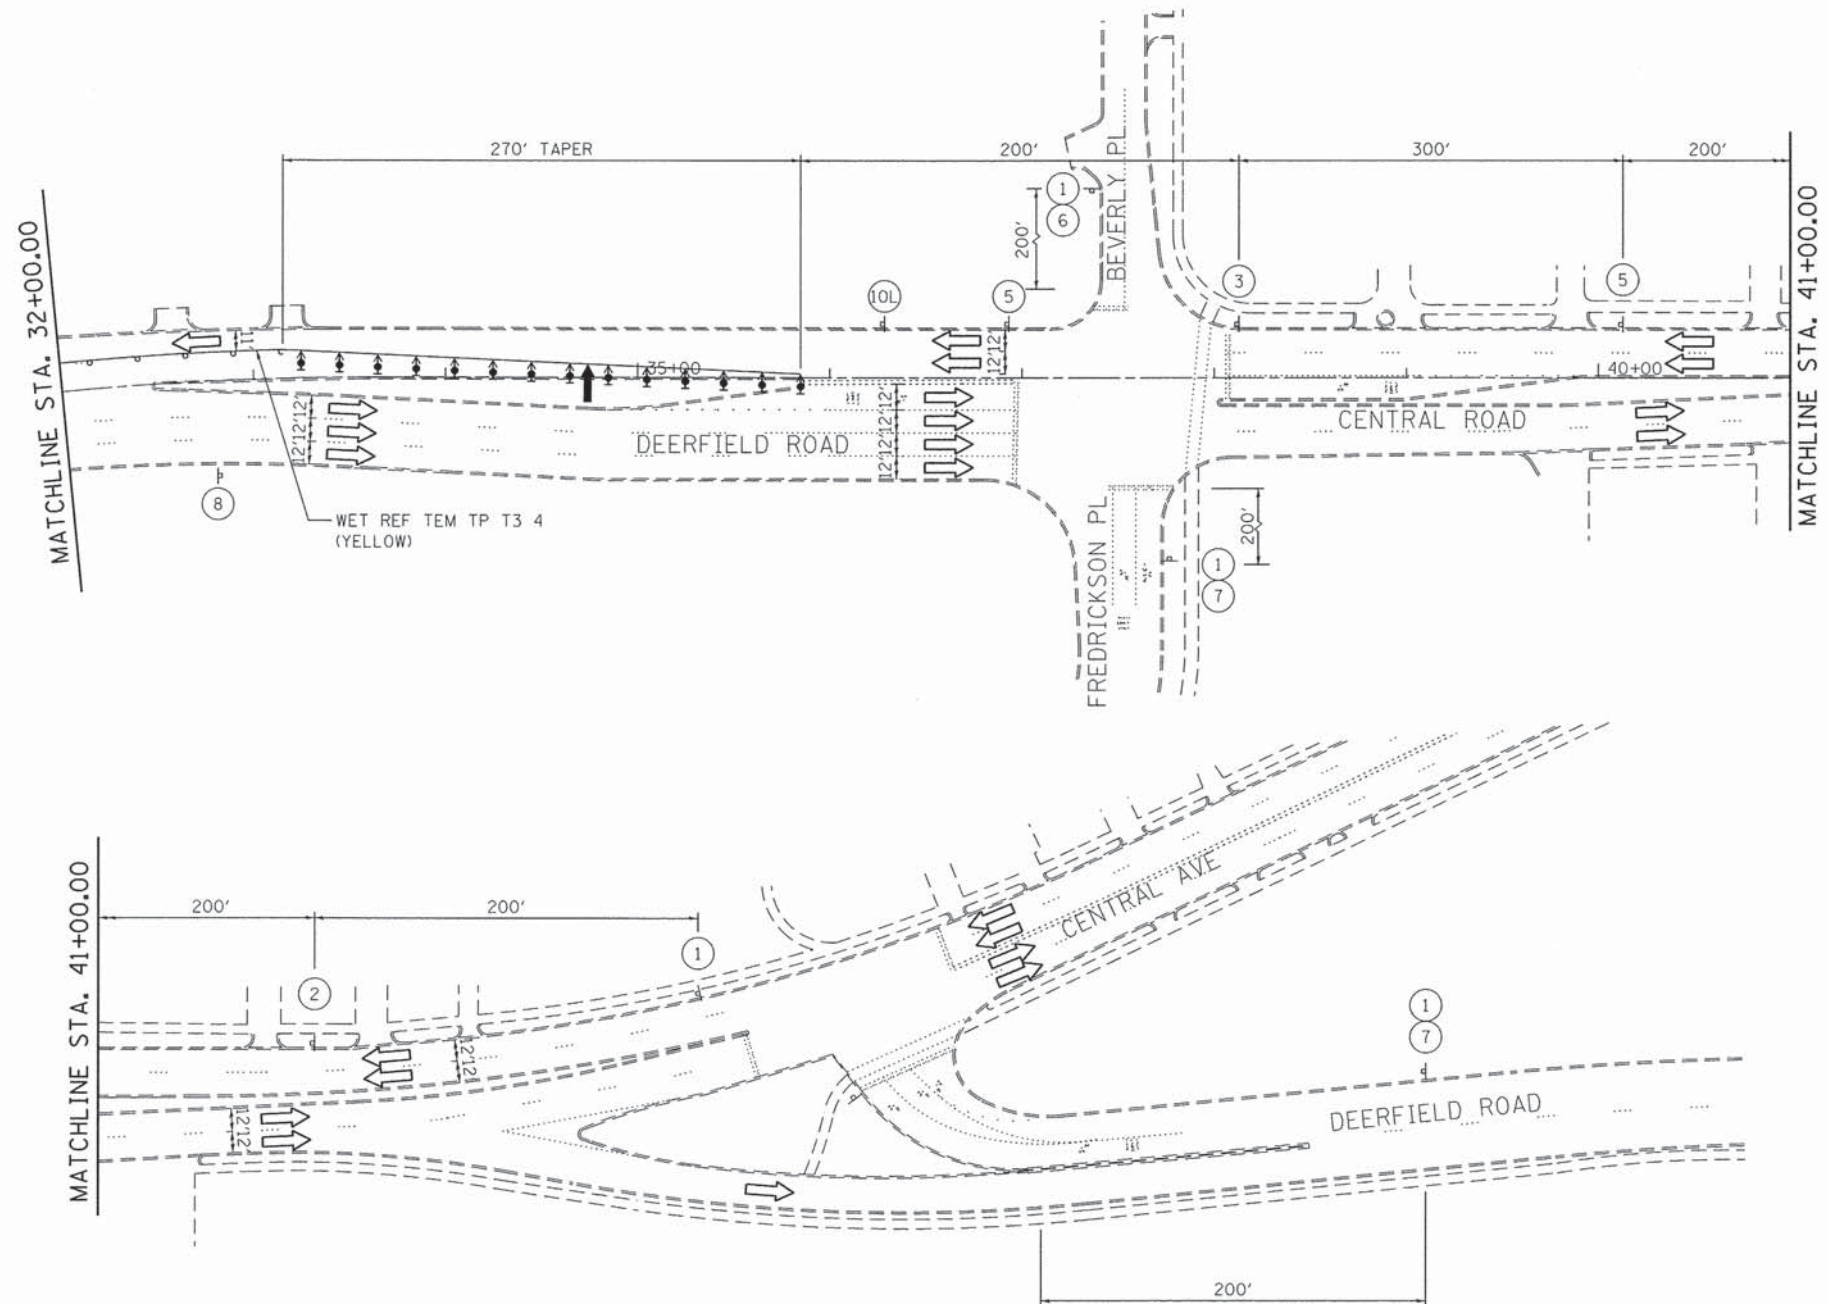 270' TAPER
200'
300'
200'
MATCHLINE STA. 32+00.00
MATCHLINE STA. 41+00.00
1
6
200'
BEVERLY PL
10L
5
3
5
11'
12'12'
35+00
40+00
12'12'12'
12'12'12'12'
DEERFIELD ROAD
CENTRAL ROAD
8
WET REF TEM TP T3 4
(YELLOW)
FREDRICKSON PL
200'
1
7
MATCHLINE STA. 41+00.00
200'
200'
1
2
CENTRAL AVE
12'12'
12'12'
1
7
DEERFIELD ROAD
200'